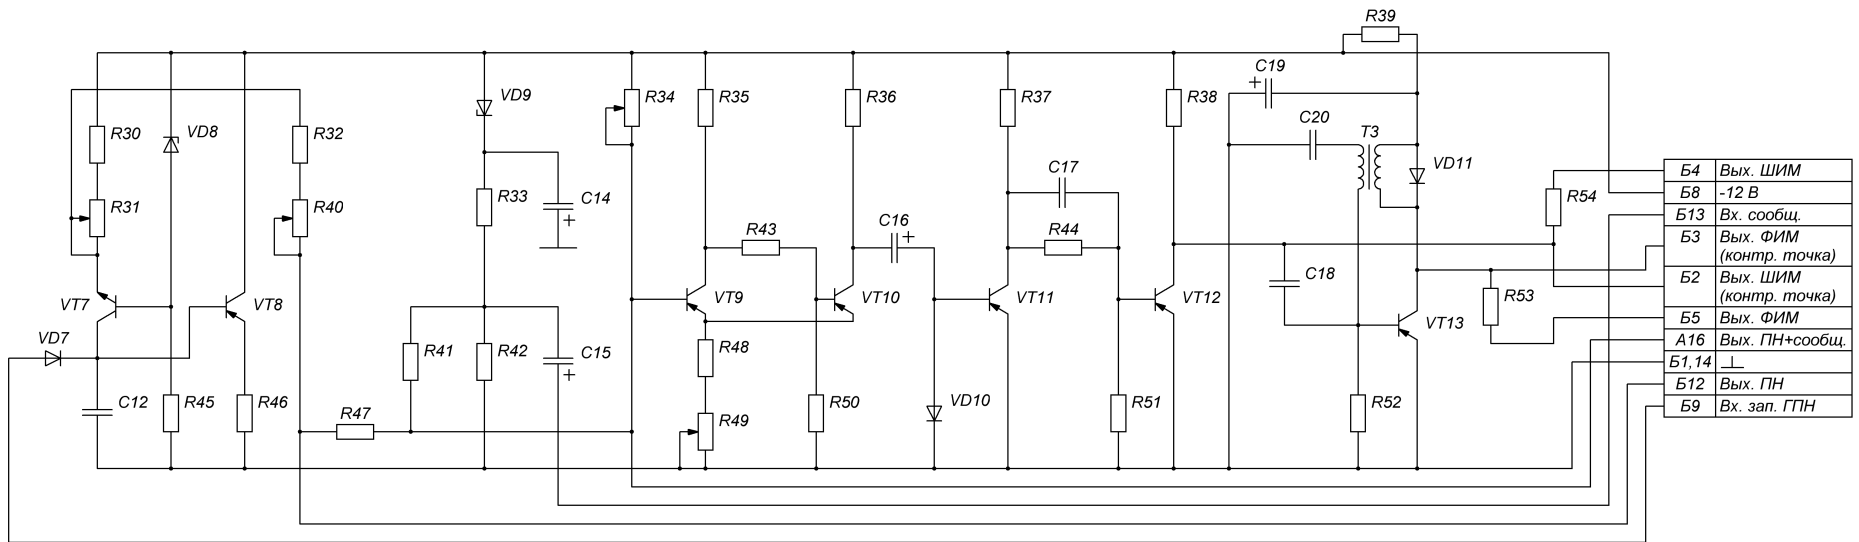 R39
C19
VD9
R34
R35
R36
R37
R38
C20
T3
R30
VD8
R32
VD11
C17
Б4 Вых. ШИМ
Б8 -12 В
Б13 Вх. сообщ.
Б3 Вых. ФИМ
(контр. точка)
Б2 Вых. ШИМ
(контр. точка)
Б5 Вых. ФИМ
А16 Вых. ПН+сообщ.
Б1,14
Б12 Вых. ПН
Б9 Вх. зап. ГПН
R33
C14
R54
R31
R40
R43
C16
R44
C18
R53
VT7
VT8
VT9
VT10
VT11
VT12
VT13
VD7
R41
R42
C15
R48
C12
R45
R46
R47
R49
R50
VD10
R51
R52